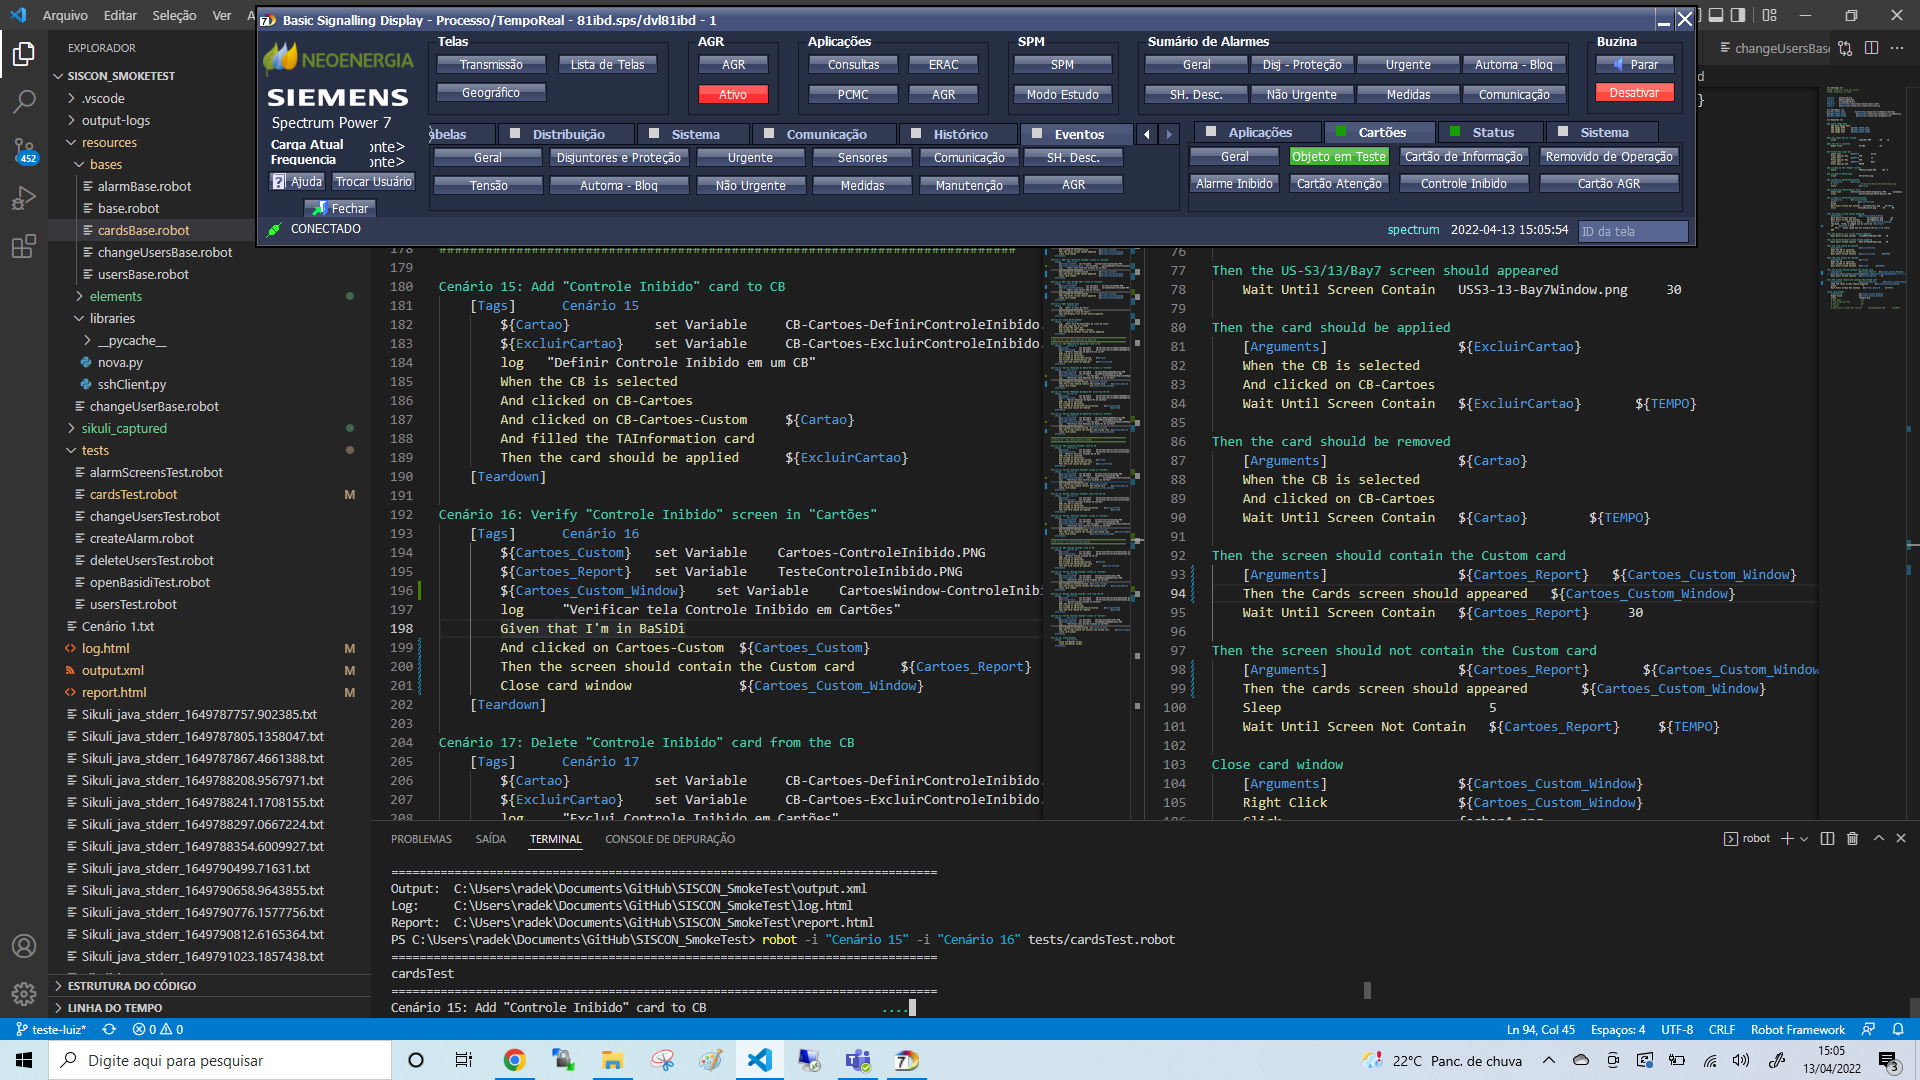 Arquivo Editar Seleção Ver A
Basic Signalling Display - Processo/TempoReal - 81ibd.sps/dvl81ibd - 1
NEOENERGIA
SIEMENS
Spectrum Power 7
Carga Atual
Frequencia
onte>
onte>
Ajuda
Trocar Usuário
Fechar
CONECTADO
Telas
Transmissão
Lista de Telas
Geográfico
AGR
AGR
Ativo
Aplicações
Consultas
ERAC
PCMC
AGR
SPM
SPM
Modo Estudo
Sumário de Alarmes
Geral
Disj - Proteção
Urgente
Automa - Bloq
SH. Desc.
Não Urgente
Medidas
Comunicação
Buzina
Parar
Desativar
abelas
Distribuição
Sistema
Comunicação
Histórico
Eventos
Geral
Disjuntores e Proteção
Urgente
Sensores
Comunicação
SH. Desc.
Tensão
Automa - Bloq
Não Urgente
Medidas
Manutenção
AGR
Aplicações
Cartões
Status
Sistema
Geral
Objeto em Teste
Cartão de Informação
Removido de Operação
Alarme Inibido
Cartão Atenção
Controle Inibido
Cartão AGR
spectrum 2022-04-13 15:05:54
ID da tela
changeUsersBas
d
}
EXPLORADOR
SISCON_SMOKETEST
.vscode
output-logs
resources
bases
alarmBase.robot
base.robot
cardsBase.robot
changeUsersBase.robot
usersBase.robot
elements
libraries
__pycache__
nova.py
sshClient.py
changeUserBase.robot
sikuli_captured
tests
alarmScreensTest.robot
cardsTest.robot M
changeUsersTest.robot
createAlarm.robot
deleteUsersTest.robot
openBasidiTest.robot
usersTest.robot
Cenário 1.txt
log.html M
output.xml M
report.html M
Sikuli_java_stderr_1649787757.902385.txt
Sikuli_java_stderr_1649787805.1358047.txt
Sikuli_java_stderr_1649787867.4661388.txt
Sikuli_java_stderr_1649788208.9567971.txt
Sikuli_java_stderr_1649788241.1708155.txt
Sikuli_java_stderr_1649788297.0667224.txt
Sikuli_java_stderr_1649788354.6009927.txt
Sikuli_java_stderr_1649790499.71631.txt
Sikuli_java_stderr_1649790658.9643855.txt
Sikuli_java_stderr_1649790776.1577756.txt
Sikuli_java_stderr_1649790812.6165364.txt
Sikuli_java_stderr_1649791023.1857438.txt
ESTRUTURA DO CÓDIGO
LINHA DO TEMPO
452
178 ###########################################################################
179
180 Cenário 15: Add "Controle Inibido" card to CB
181 [Tags] Cenário 15
182 ${Cartao} set Variable CB-Cartoes-DefinirControleInibido.
183 ${ExcluirCartao} set Variable CB-Cartoes-ExcluirControleInibido.
184 log "Definir Controle Inibido em um CB"
185 When the CB is selected
186 And clicked on CB-Cartoes
187 And clicked on CB-Cartoes-Custom ${Cartao}
188 And filled the TAInformation card
189 Then the card should be applied ${ExcluirCartao}
190 [Teardown]
191
192 Cenário 16: Verify "Controle Inibido" screen in "Cartões"
193 [Tags] Cenário 16
194 ${Cartoes_Custom} set Variable Cartoes-ControleInibido.PNG
195 ${Cartoes_Report} set Variable TesteControleInibido.PNG
196 ${Cartoes_Custom_Window} set Variable CartoesWindow-ControleInibi
197 log "Verificar tela Controle Inibido em Cartões"
198 Given that I'm in BaSiDi
199 And clicked on Cartoes-Custom ${Cartoes_Custom}
200 Then the screen should contain the Custom card ${Cartoes_Report}
201 Close card window ${Cartoes_Custom_Window}
202 [Teardown]
203
204 Cenário 17: Delete "Controle Inibido" card from the CB
205 [Tags] Cenário 17
206 ${Cartao} set Variable CB-Cartoes-DefinirControleInibido.
207 ${ExcluirCartao} set Variable CB-Cartoes-ExcluirControleInibido.
208 log "Exclui Controle Inibido em Cartões"
76
77 Then the US-S3/13/Bay7 screen should appeared
78 Wait Until Screen Contain USS3-13-Bay7Window.png 30
79
80 Then the card should be applied
81 [Arguments] ${ExcluirCartao}
82 When the CB is selected
83 And clicked on CB-Cartoes
84 Wait Until Screen Contain ${ExcluirCartao} ${TEMPO}
85
86 Then the card should be removed
87 [Arguments] ${Cartao}
88 When the CB is selected
89 And clicked on CB-Cartoes
90 Wait Until Screen Contain ${Cartao} ${TEMPO}
91
92 Then the screen should contain the Custom card
93 [Arguments] ${Cartoes_Report} ${Cartoes_Custom_Window}
94 Then the Cards screen should appeared ${Cartoes_Custom_Window}
95 Wait Until Screen Contain ${Cartoes_Report} 30
96
97 Then the screen should not contain the Custom card
98 [Arguments] ${Cartoes_Report} ${Cartoes_Custom_Window
99 Then the cards screen should appeared ${Cartoes_Custom_Window}
100 Sleep 5
101 Wait Until Screen Not Contain ${Cartoes_Report} ${TEMPO}
102
103 Close card window
104 [Arguments] ${Cartoes_Custom_Window}
105 Right Click ${Cartoes_Custom_Window}
PROBLEMAS SAÍDA TERMINAL CONSOLE DE DEPURAÇÃO
robot
==============================================================================
Output: C:\Users\radek\Documents\GitHub\SISCON_SmokeTest\output.xml
Log: C:\Users\radek\Documents\GitHub\SISCON_SmokeTest\log.html
Report: C:\Users\radek\Documents\GitHub\SISCON_SmokeTest\report.html
PS C:\Users\radek\Documents\GitHub\SISCON_SmokeTest> robot -i "Cenário 15" -i "Cenário 16" tests/cardsTest.robot
==============================================================================
cardsTest
==============================================================================
Cenário 15: Add "Controle Inibido" card to CB ....
teste-luiz* 0 0
Ln 94, Col 45 Espaços: 4 UTF-8 CRLF Robot Framework
Digite aqui para pesquisar
22°C Panc. de chuva
15:05
13/04/2022
3